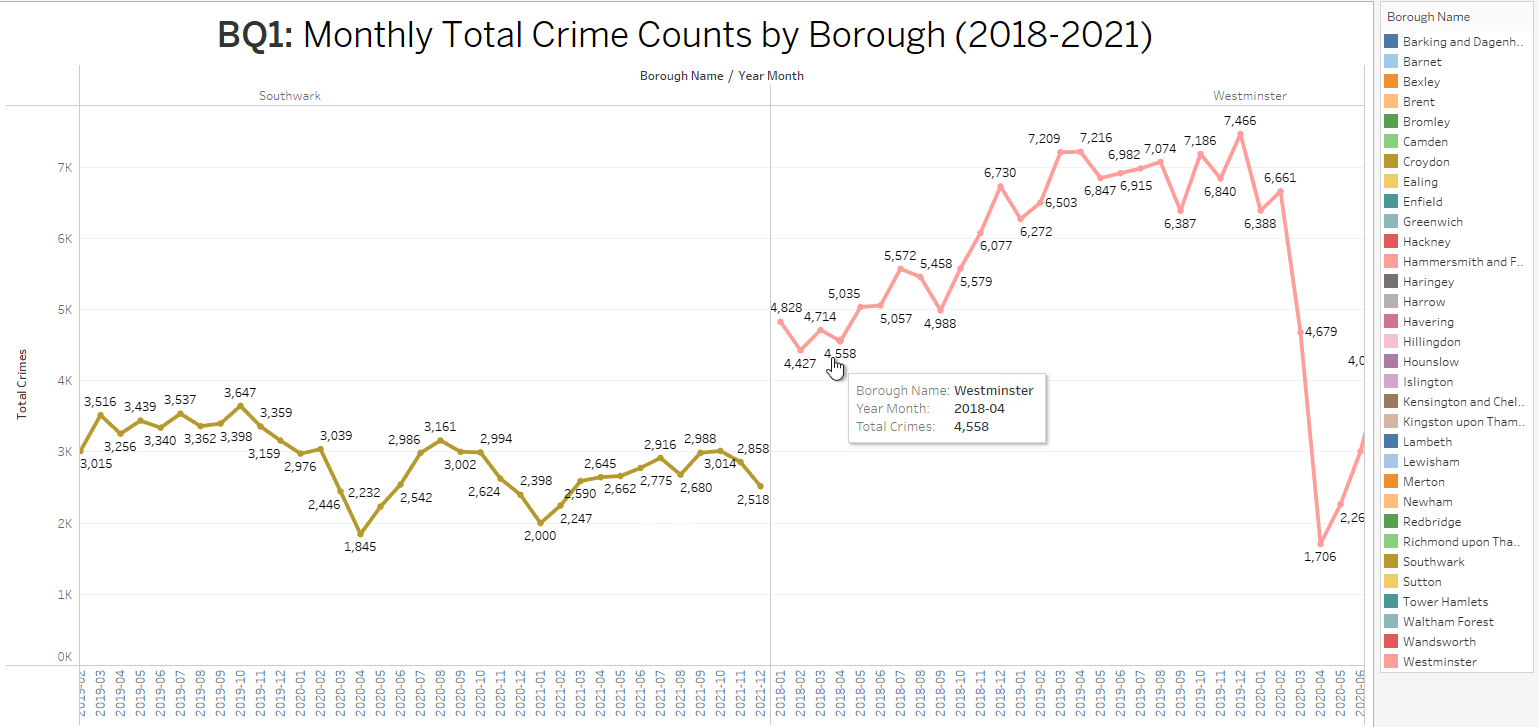 BQ1: Monthly Total Crime Counts by Borough (2018-2021)
Borough Name / Year Month
Southwark
Westminster
Total Crimes
7K
6K
5K
4K
3K
2K
1K
0K
3,015
3,516
3,256
3,439
3,340
3,537
3,362
3,398
3,647
3,359
3,159
2,976
3,039
2,446
1,845
2,232
2,542
2,986
3,161
3,002
2,994
2,624
2,398
2,000
2,247
2,590
2,645
2,662
2,775
2,916
2,680
2,988
3,014
2,858
2,518
4,828
4,427
4,714
4,558
5,035
5,057
5,572
5,458
4,988
5,579
6,077
6,730
6,272
6,503
7,209
7,216
6,847
6,982
6,915
7,074
6,387
7,186
6,840
7,466
6,388
6,661
4,679
1,706
Borough Name: Westminster
Year Month: 2018-04
Total Crimes: 4,558
2019-02
2019-03
2019-04
2019-05
2019-06
2019-07
2019-08
2019-09
2019-10
2019-11
2019-12
2020-01
2020-02
2020-03
2020-04
2020-05
2020-06
2020-07
2020-08
2020-09
2020-10
2020-11
2020-12
2021-01
2021-02
2021-03
2021-04
2021-05
2021-06
2021-07
2021-08
2021-09
2021-10
2021-11
2021-12
2018-01
2018-02
2018-03
2018-04
2018-05
2018-06
2018-07
2018-08
2018-09
2018-10
2018-11
2018-12
2019-01
2019-02
2019-03
2019-04
2019-05
2019-06
2019-07
2019-08
2019-09
2019-10
2019-11
2019-12
2020-01
2020-02
2020-03
2020-04
2020-05
2020-06
Borough Name
Barking and Dagenh..
Barnet
Bexley
Brent
Bromley
Camden
Croydon
Ealing
Enfield
Greenwich
Hackney
Hammersmith and F..
Haringey
Harrow
Havering
Hillingdon
Hounslow
Islington
Kensington and Chel..
Kingston upon Tham..
Lambeth
Lewisham
Merton
Newham
Redbridge
Richmond upon Tha..
Southwark
Sutton
Tower Hamlets
Waltham Forest
Wandsworth
Westminster